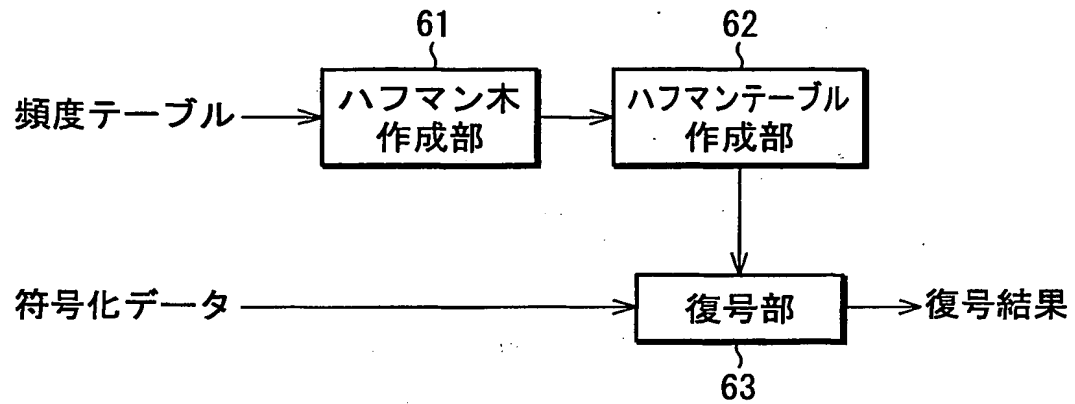 61
62
頻度テーブル
ハフマン木
作成部
ハフマンテーブル
作成部
符号化データ
復号部
復号結果
63